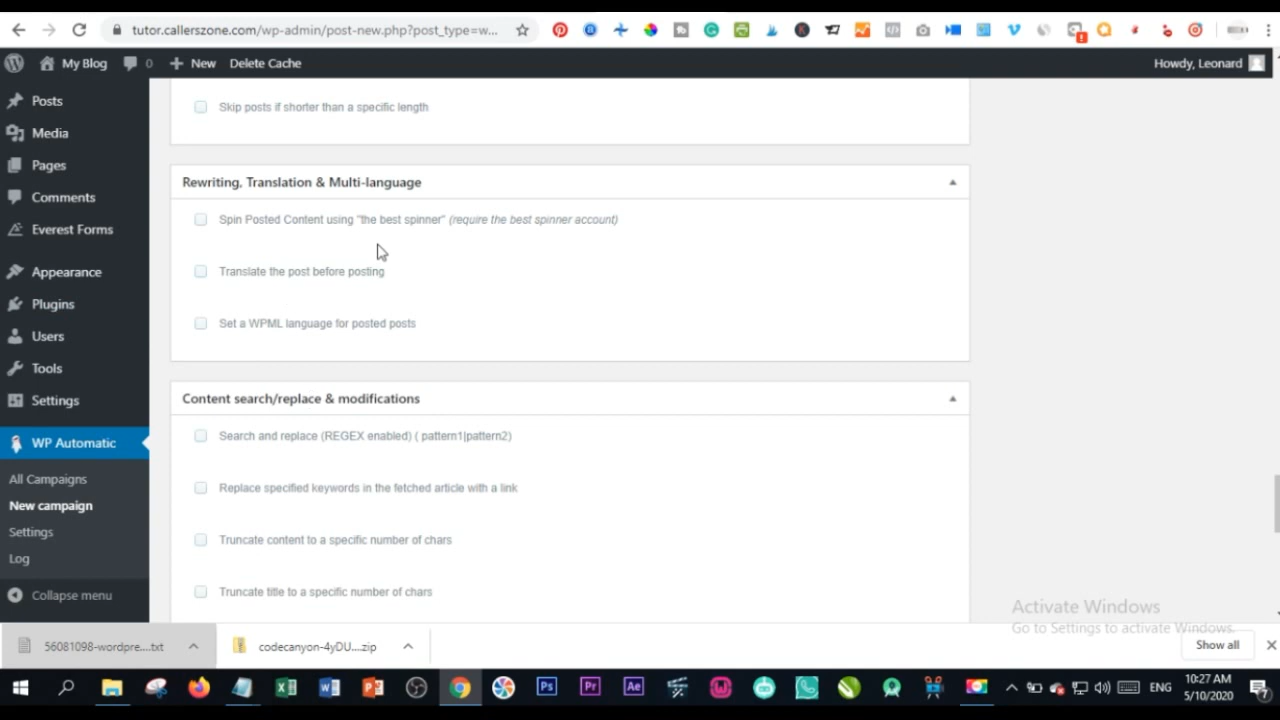 tutor.callerszone.com/wp-admin/post-new.php?post_type=w...
My Blog 0 New Delete Cache Howdy, Leonard
Posts
Media
Pages
Comments
Everest Forms
Appearance
Plugins
Users
Tools
Settings
WP Automatic
All Campaigns
New campaign
Settings
Log
Collapse menu
Skip posts if shorter than a specific length
Rewriting, Translation & Multi-language
Spin Posted Content using "the best spinner" (require the best spinner account)
Translate the post before posting
Set a WPML language for posted posts
Content search/replace & modifications
Search and replace (REGEX enabled) ( pattern1|pattern2)
Replace specified keywords in the fetched article with a link
Truncate content to a specific number of chars
Truncate title to a specific number of chars
Activate Windows
Go to Settings to activate Windows.
56081098-wordpre....txt
codecanyon-4yDU....zip
Show all
Ps Pr Ae
ENG
10:27 AM
5/10/2020
7